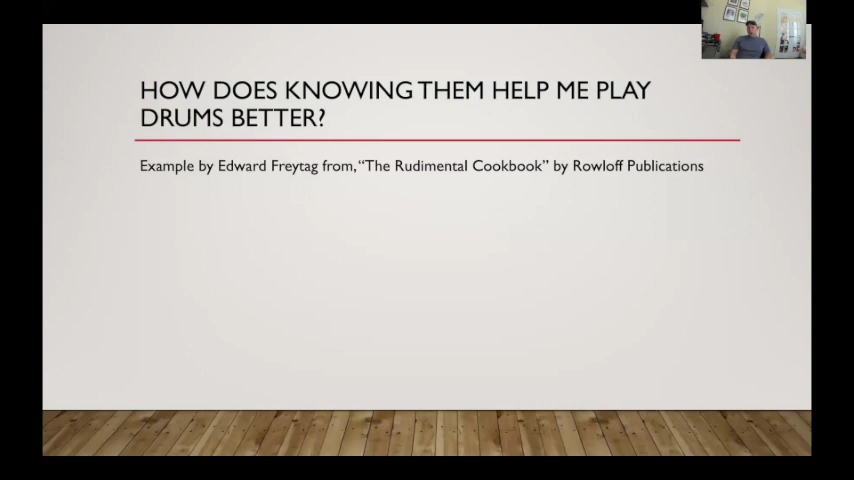 HOW DOES KNOWING THEM HELP ME PLAY
DRUMS BETTER?
Example by Edward Freytag from, “The Rudimental Cookbook” by Rowloff Publications